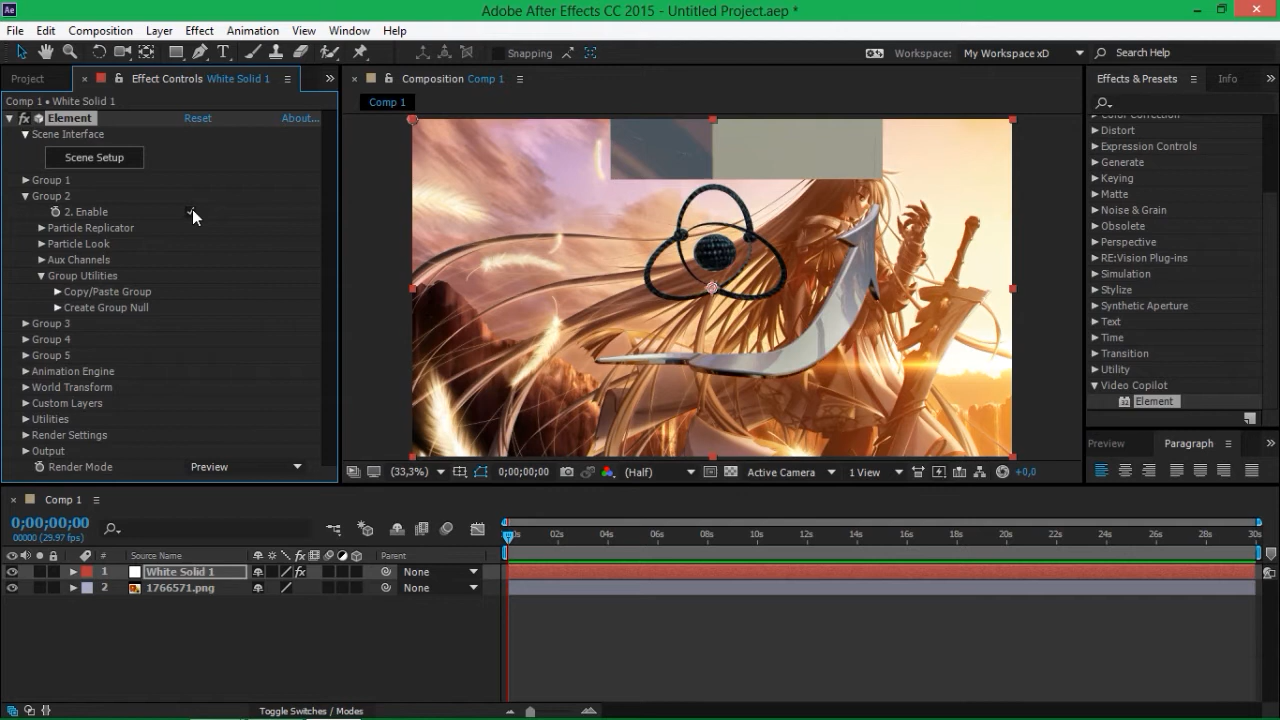 Ae
Adobe After Effects CC 2015 - Untitled Project.aep *
File Edit Composition Layer Effect Animation View Window Help
Snapping
Workspace: My Workspace xD
Search Help
Project
Effect Controls White Solid 1
Composition Comp 1
Effects & Presets
Info
Comp 1 • White Solid 1
Comp 1
fx Element Reset About...
Scene Interface
Scene Setup
Group 1
Group 2
2. Enable
Particle Replicator
Particle Look
Aux Channels
Group Utilities
Copy/Paste Group
Create Group Null
Group 3
Group 4
Group 5
Animation Engine
World Transform
Custom Layers
Utilities
Render Settings
Output
Render Mode Preview
(33,3%) 0;00;00;00 (Half) Active Camera 1 View +0,0
Color Correction
Distort
Expression Controls
Generate
Keying
Matte
Noise & Grain
Obsolete
Perspective
RE:Vision Plug-ins
Simulation
Stylize
Synthetic Aperture
Text
Time
Transition
Utility
Video Copilot
32 Element
Preview Paragraph
Comp 1
0;00;00;00
00000 (29.97 fps)
02s 04s 06s 08s 10s 12s 14s 16s 18s 20s 22s 24s 26s 28s 30s
# Source Name fx Parent
1 White Solid 1 fx None
2 1766571.png None
Toggle Switches / Modes